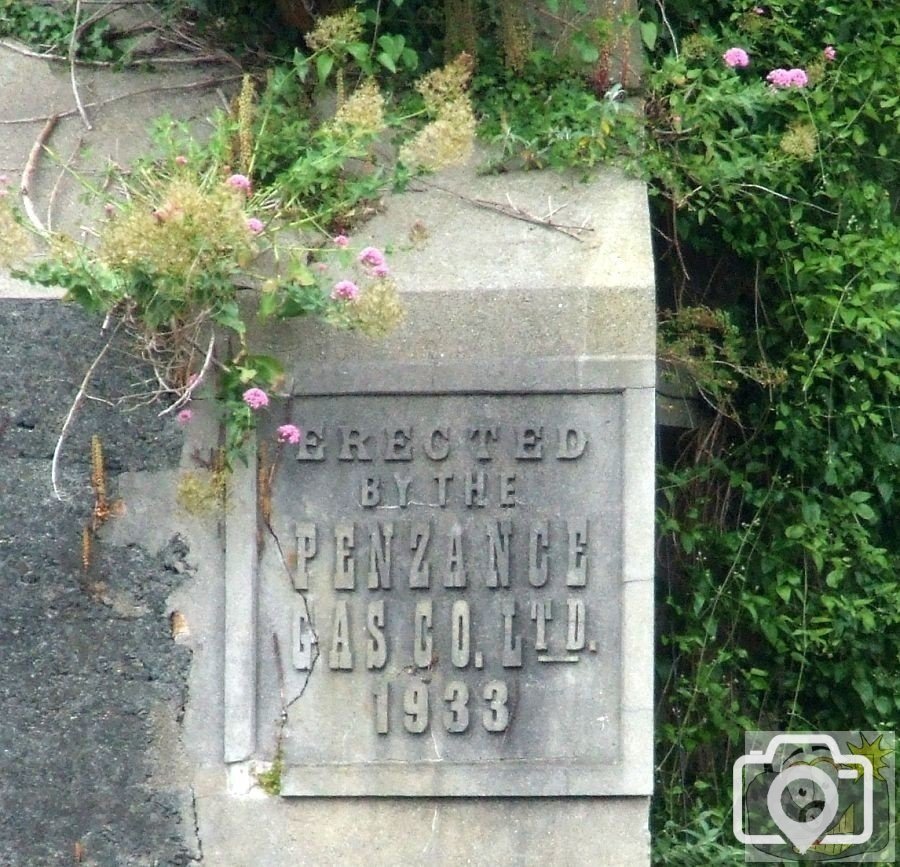 ERECTED
BY THE
PENZANCE
GAS CO. LTD.
1933